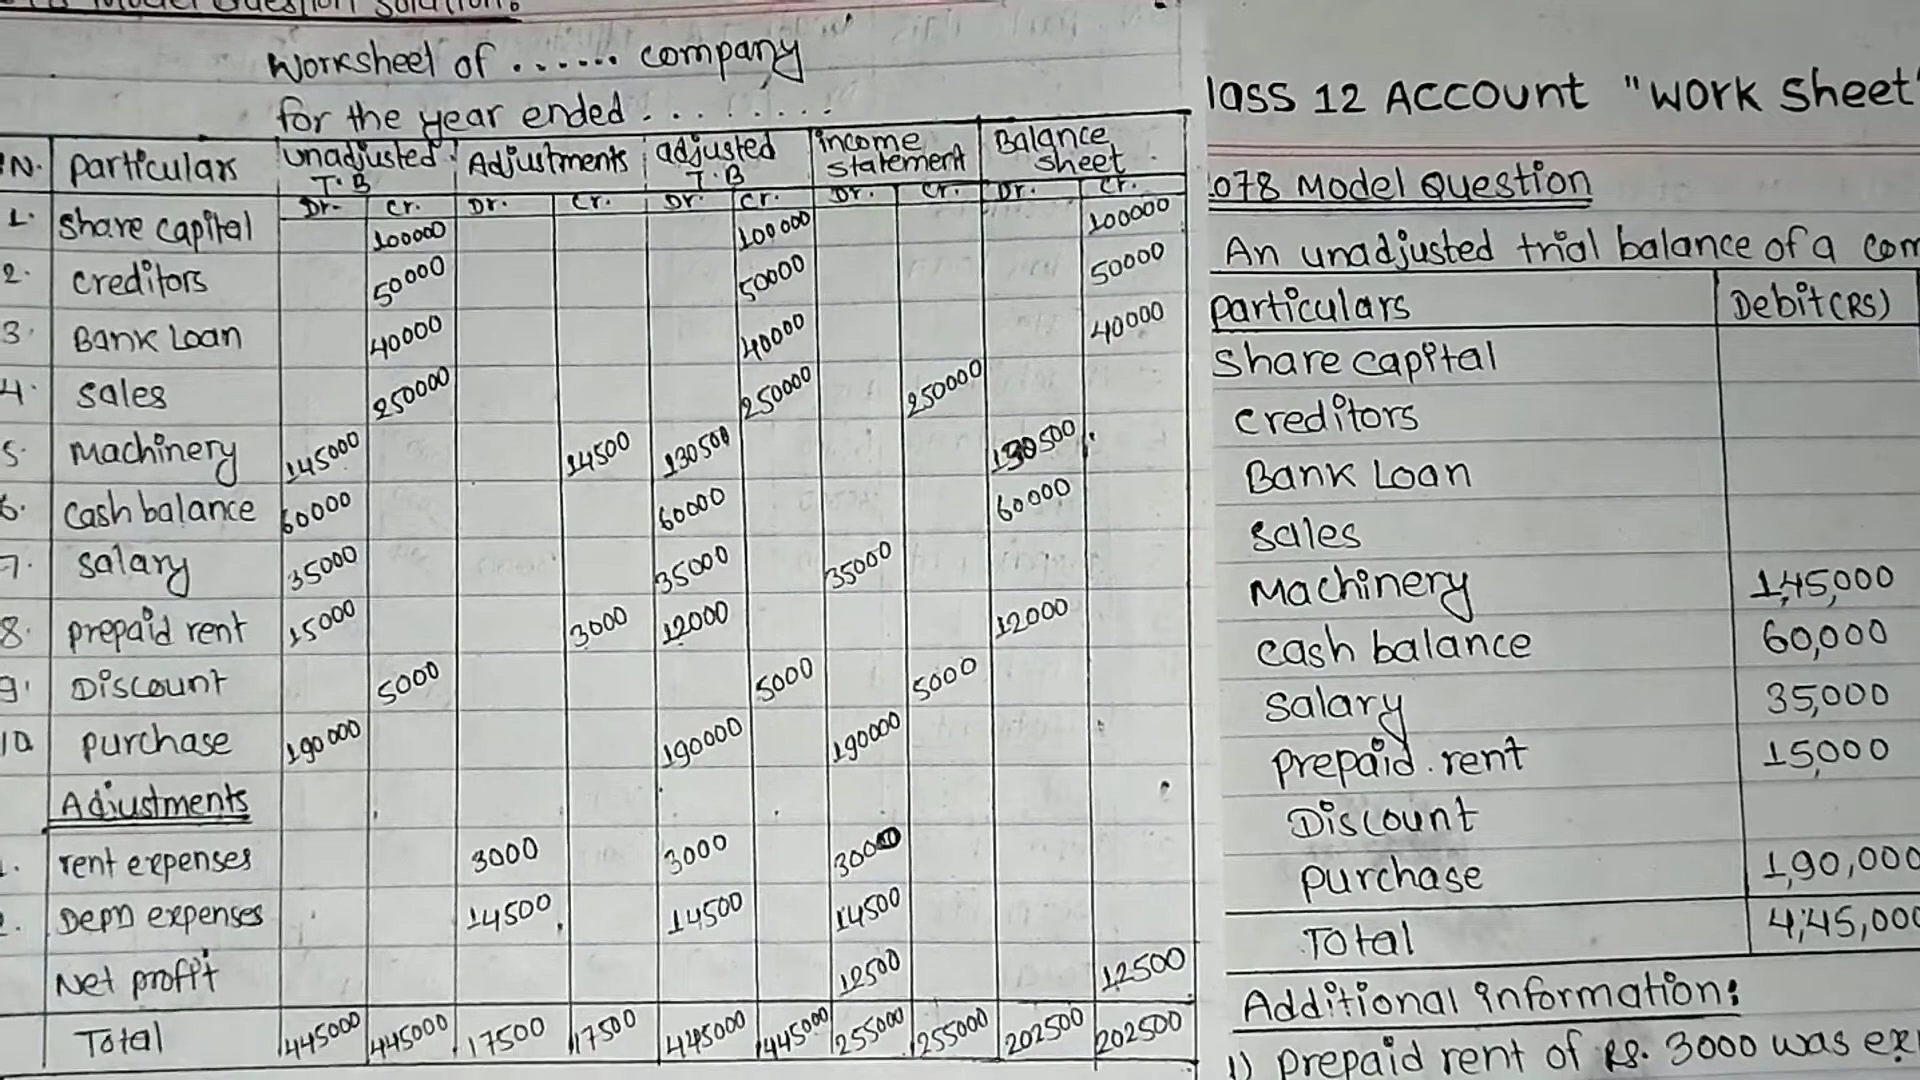 Model Question Solution:
Worksheet of ...... company
for the year ended .........
N. particulars unadjusted T.B Adjustments adjusted T.B income statement Balance sheet
Dr. Cr. Dr. Cr. Dr. Cr. Dr. Cr. Dr. Cr.
1. share capital 100000 100000 100000
2. creditors 50000 50000 50000
3. Bank Loan 40000 40000 40000
4. sales 250000 250000 250000
5. machinery 145000 14500 130500 130500
6. cash balance 60000 60000 60000
7. salary 35000 35000 35000
8. prepaid rent 15000 3000 12000 12000
9. Discount 5000 5000 5000
10 purchase 190000 190000 190000
Adjustments
1. rent expenses 3000 3000 3000
2. Depn expenses 14500 14500 14500
Net profit 12500 12500
Total 445000 445000 17500 17500 445000 445000 255000 255000 202500 202500
lass 12 Account "Work Sheet"
078 Model Question
An unadjusted trial balance of a com
particulars Debit(RS)
share capital
creditors
Bank Loan
sales
Machinery 1,45,000
cash balance 60,000
salary 35,000
prepaid rent 15,000
Discount
purchase 1,90,000
Total 4,45,000
Additional information:
1) prepaid rent of Rs. 3000 was